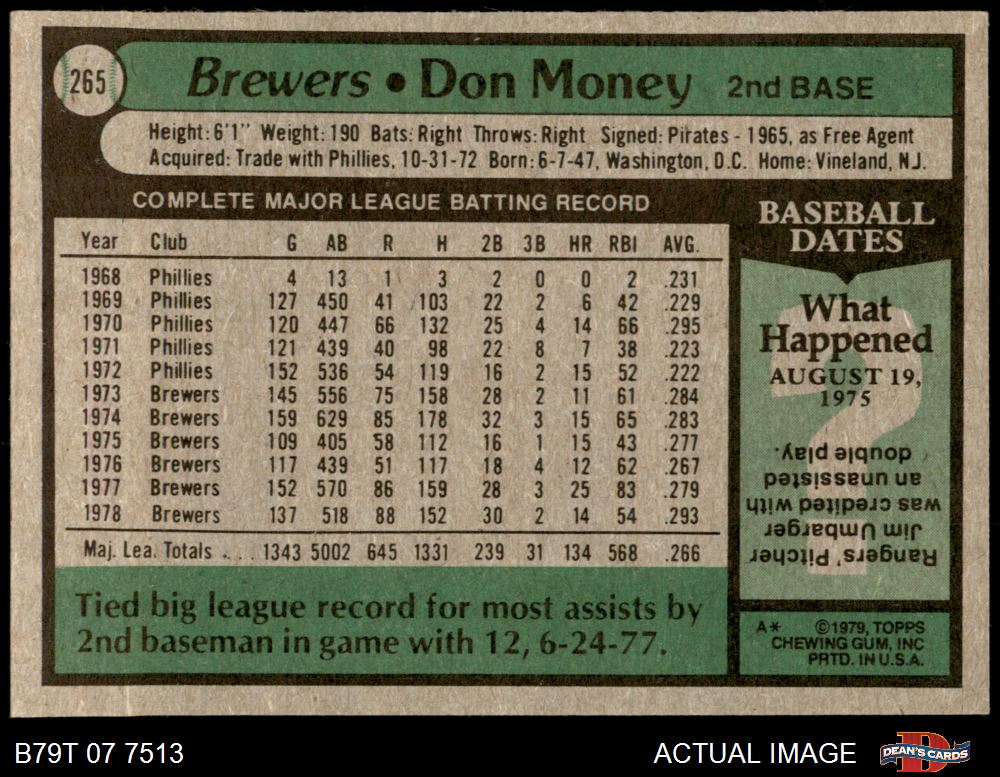 265
Brewers • Don Money 2nd BASE
Height: 6'1" Weight: 190 Bats: Right Throws: Right Signed: Pirates - 1965, as Free Agent
Acquired: Trade with Phillies, 10-31-72 Born: 6-7-47, Washington, D.C. Home: Vineland, N.J.
COMPLETE MAJOR LEAGUE BATTING RECORD
Year Club G AB R H 2B 3B HR RBI AVG.
1968 Phillies 4 13 1 3 2 0 0 2 .231
1969 Phillies 127 450 41 103 22 2 6 42 .229
1970 Phillies 120 447 66 132 25 4 14 66 .295
1971 Phillies 121 439 40 98 22 8 7 38 .223
1972 Phillies 152 536 54 119 16 2 15 52 .222
1973 Brewers 145 556 75 158 28 2 11 61 .284
1974 Brewers 159 629 85 178 32 3 15 65 .283
1975 Brewers 109 405 58 112 16 1 15 43 .277
1976 Brewers 117 439 51 117 18 4 12 62 .267
1977 Brewers 152 570 86 159 28 3 25 83 .279
1978 Brewers 137 518 88 152 30 2 14 54 .293
Maj. Lea. Totals . . . 1343 5002 645 1331 239 31 134 568 .266
Tied big league record for most assists by
2nd baseman in game with 12, 6-24-77.
BASEBALL
DATES
What
Happened
AUGUST 19,
1975
Rangers' Pitcher
Jim Umbarger
was credited with
an unassisted
double play.
A* ©1979, TOPPS
CHEWING GUM, INC
PRTD. IN U.S.A.
B79T 07 7513
ACTUAL IMAGE
DEAN'S CARDS